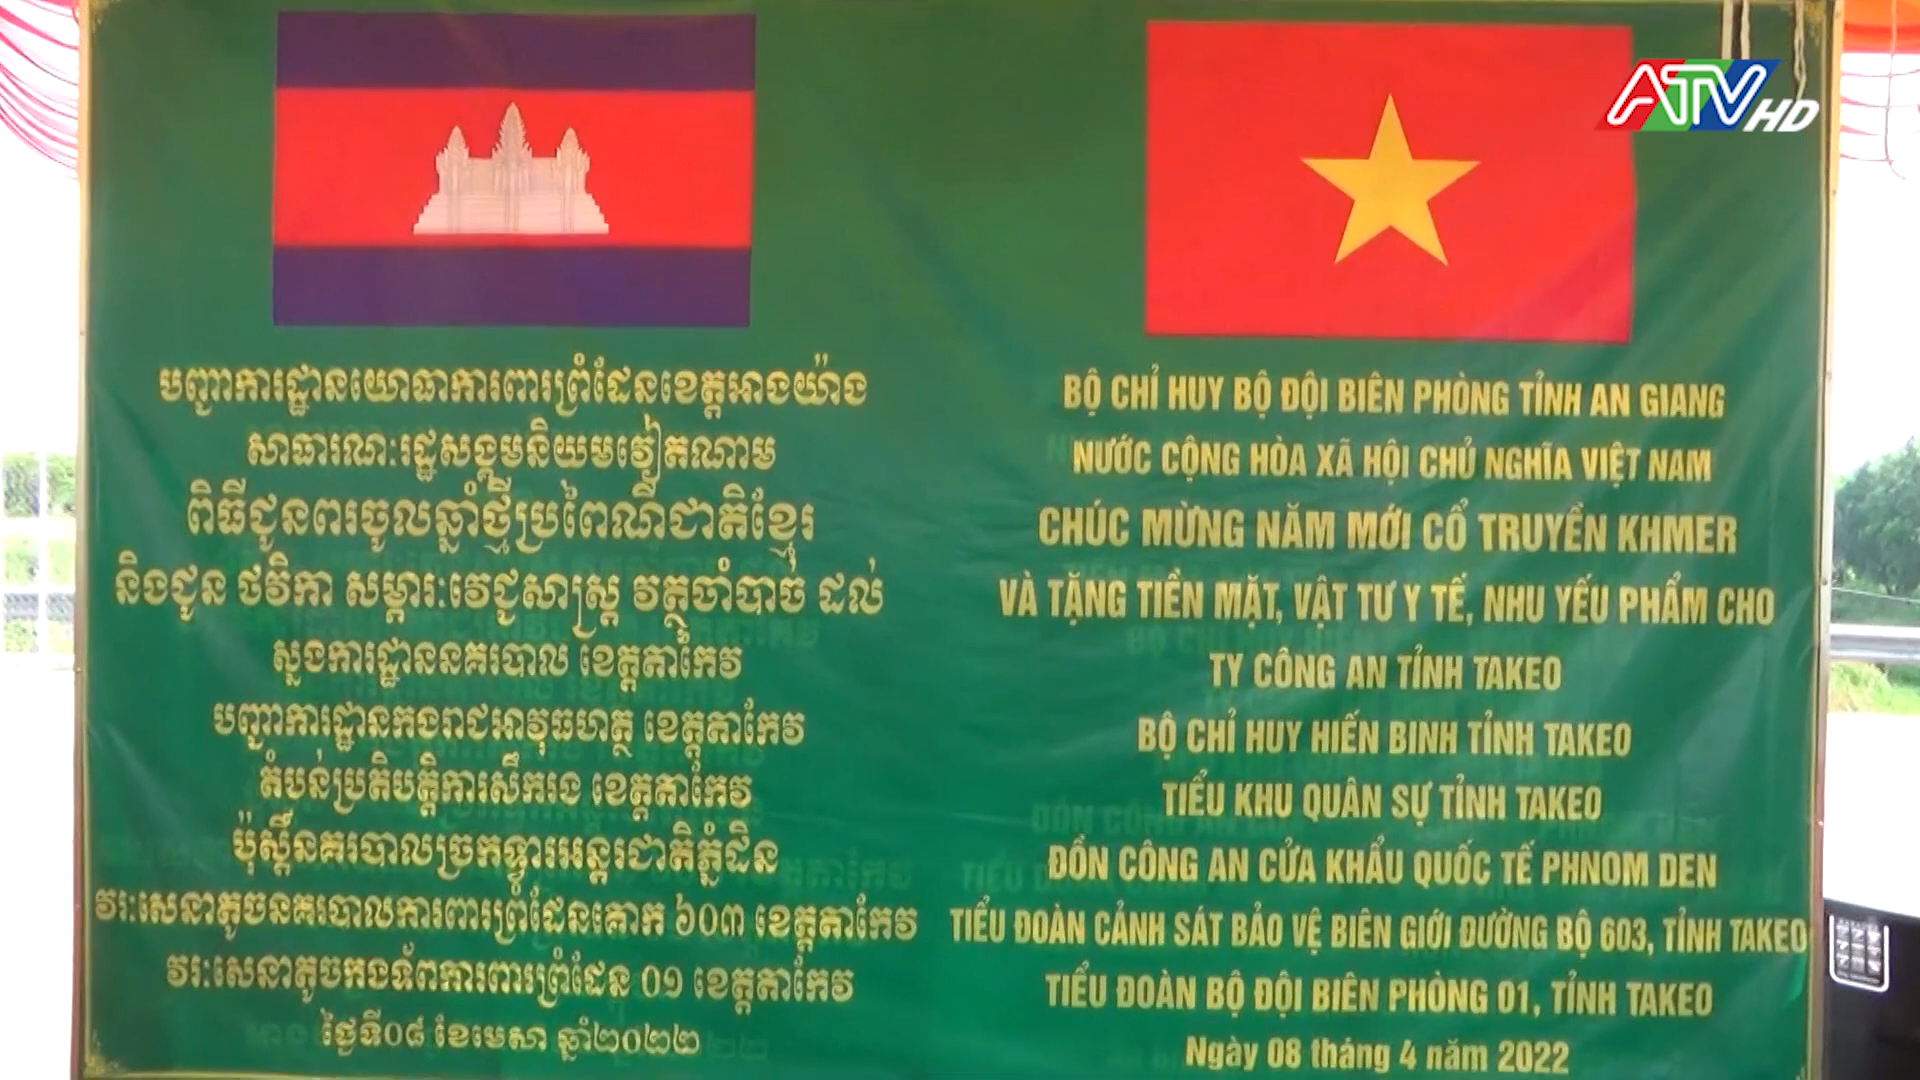 ATV HD
បញ្ជាការដ្ឋានយោធាការពារព្រំដែនខេត្តអាងយ៉ាង
សាធារណៈរដ្ឋសង្គមនិយមវៀតណាម
ពិធីជូនពរចូលឆ្នាំថ្មីប្រពៃណីជាតិខ្មែរ
និងជូន ថវិកា សម្ភារៈវេជ្ជសាស្ត្រ វត្ថុចាំបាច់ ដល់
ស្នងការដ្ឋាននគរបាល ខេត្តតាកែវ
បញ្ជាការដ្ឋានកងរាជអាវុធហត្ថ ខេត្តតាកែវ
តំបន់ប្រតិបត្តិការសឹករង ខេត្តតាកែវ
ប៉ុស្តិ៍នគរបាលច្រកទ្វារអន្តរជាតិភ្នំដិន
វរៈសេនាតូចនគរបាលការពារព្រំដែនគោក ៦០៣ ខេត្តតាកែវ
វរៈសេនាតូចកងទ័ពការពារព្រំដែន ០១ ខេត្តតាកែវ
ថ្ងៃទី០៨ ខែមេសា ឆ្នាំ២០២២
BỘ CHỈ HUY BỘ ĐỘI BIÊN PHÒNG TỈNH AN GIANG
NƯỚC CỘNG HÒA XÃ HỘI CHỦ NGHĨA VIỆT NAM
CHÚC MỪNG NĂM MỚI CỔ TRUYỀN KHMER
VÀ TẶNG TIỀN MẶT, VẬT TƯ Y TẾ, NHU YẾU PHẨM CHO
TY CÔNG AN TỈNH TAKEO
BỘ CHỈ HUY HIẾN BINH TỈNH TAKEO
TIỂU KHU QUÂN SỰ TỈNH TAKEO
ĐỒN CÔNG AN CỬA KHẨU QUỐC TẾ PHNOM DEN
TIỂU ĐOÀN CẢNH SÁT BẢO VỆ BIÊN GIỚI ĐƯỜNG BỘ 603, TỈNH TAKEO
TIỂU ĐOÀN BỘ ĐỘI BIÊN PHÒNG 01, TỈNH TAKEO
Ngày 08 tháng 4 năm 2022